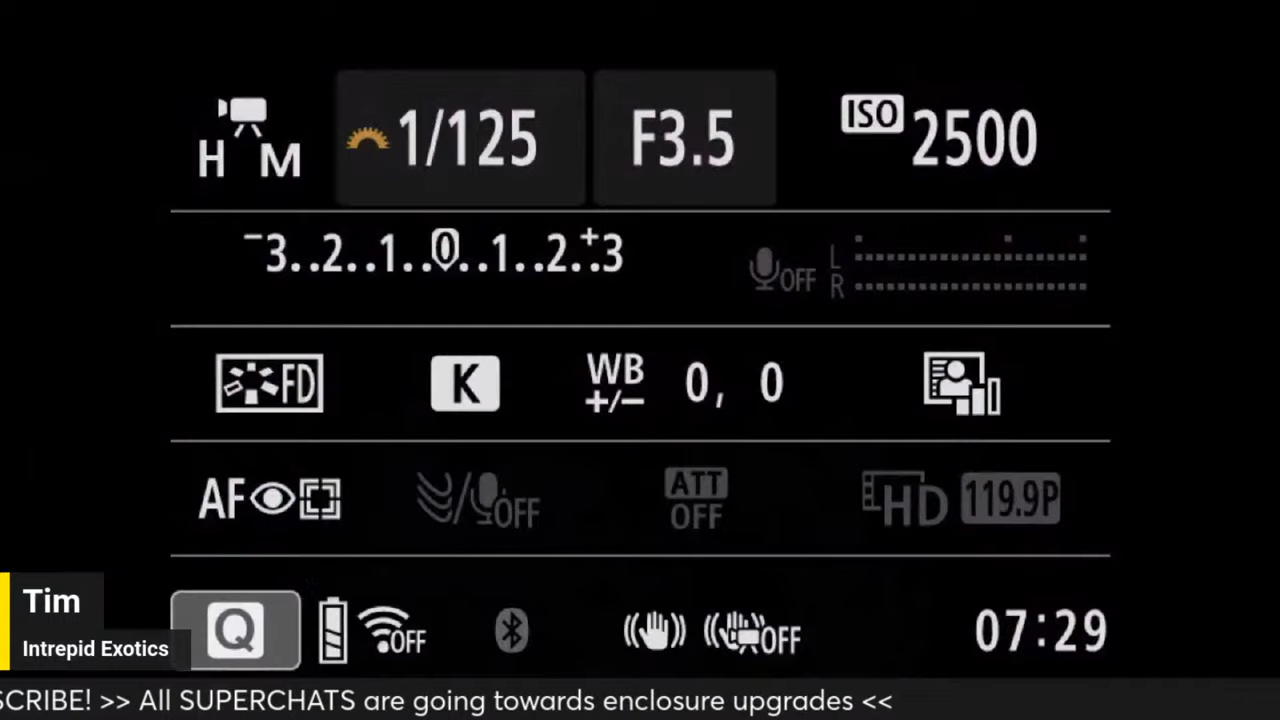 H M 1/125 F3.5 ISO 2500
−3..2..1..0..1..2..+3 OFF L R
FD K WB +/− 0, 0
AF OFF ATT OFF HD 119.9P
Q OFF OFF 07:29
Tim
Intrepid Exotics
SCRIBE! >> All SUPERCHATS are going towards enclosure upgrades <<